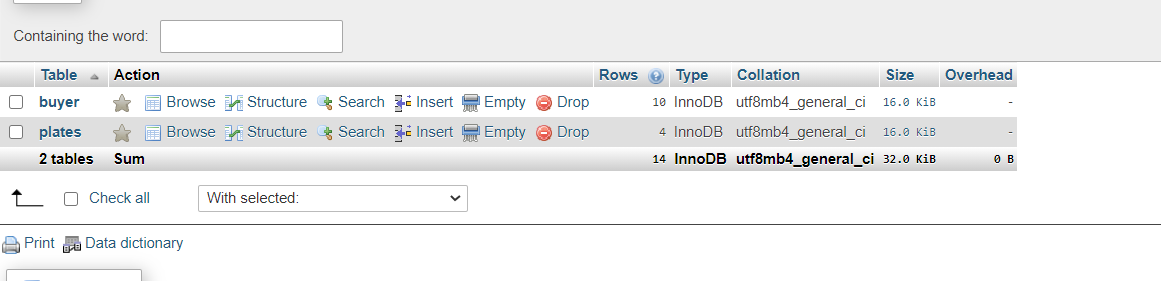 Containing the word:
Table Action Rows Type Collation Size Overhead
buyer Browse Structure Search Insert Empty Drop 10 InnoDB utf8mb4_general_ci 16.0 KiB -
plates Browse Structure Search Insert Empty Drop 4 InnoDB utf8mb4_general_ci 16.0 KiB -
2 tables Sum 14 InnoDB utf8mb4_general_ci 32.0 KiB 0 B
Check all With selected:
Print Data dictionary